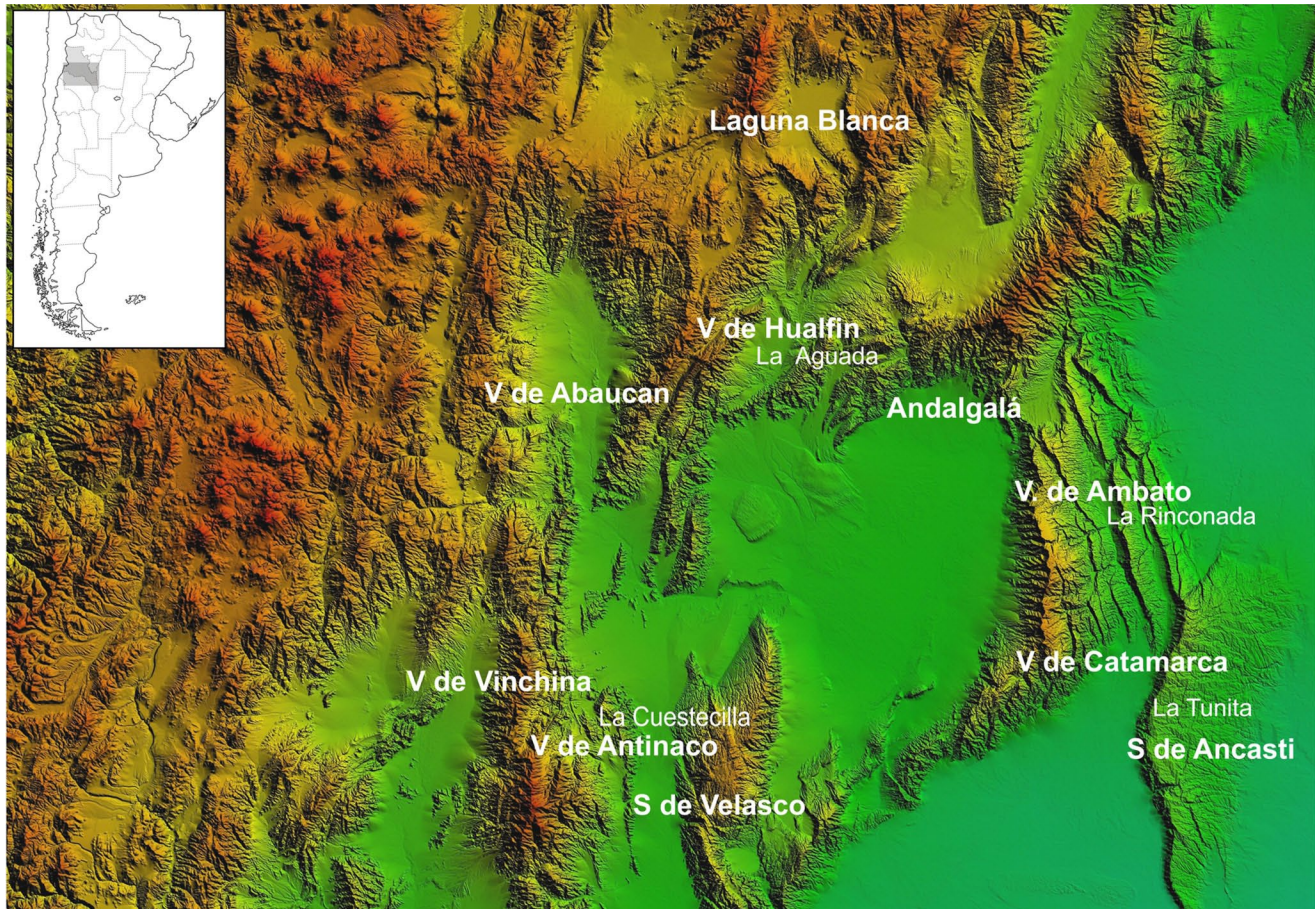 Laguna Blanca
V de Hualfin
La Aguada
V de Abaucan
Andalgalá
V. de Ambato
La Rinconada
V de Catamarca
V de Vinchina
La Tunita
La Cuestecilla
V de Antinaco
S de Ancasti
S de Velasco